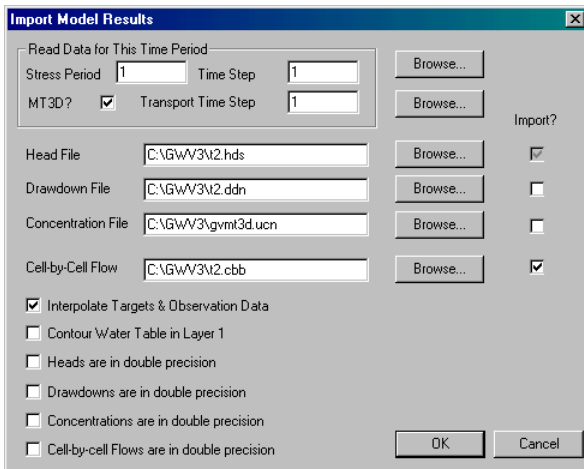 Import Model Results
Read Data for This Time Period
Stress Period 1 Time Step 1 Browse...
MT3D? Transport Time Step 1 Browse...
Import?
Head File C:\GWV3\t2.hds Browse...
Drawdown File C:\GWV3\t2.ddn Browse...
Concentration File C:\GWV3\gvmt3d.ucn Browse...
Cell-by-Cell Flow C:\GWV3\t2.cbb Browse...
Interpolate Targets & Observation Data
Contour Water Table in Layer 1
Heads are in double precision
Drawdowns are in double precision
Concentrations are in double precision
Cell-by-cell Flows are in double precision
OK Cancel